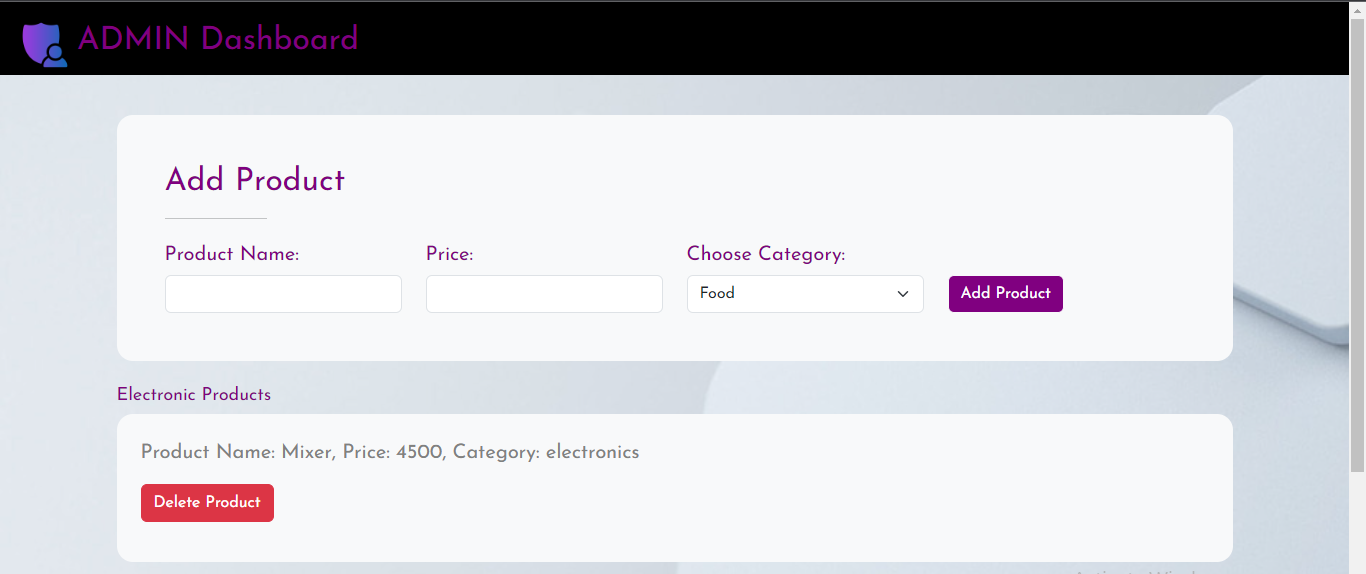 ADMIN Dashboard
Add Product
Product Name:
Price:
Choose Category:
Food
Add Product
Electronic Products
Product Name: Mixer, Price: 4500, Category: electronics
Delete Product